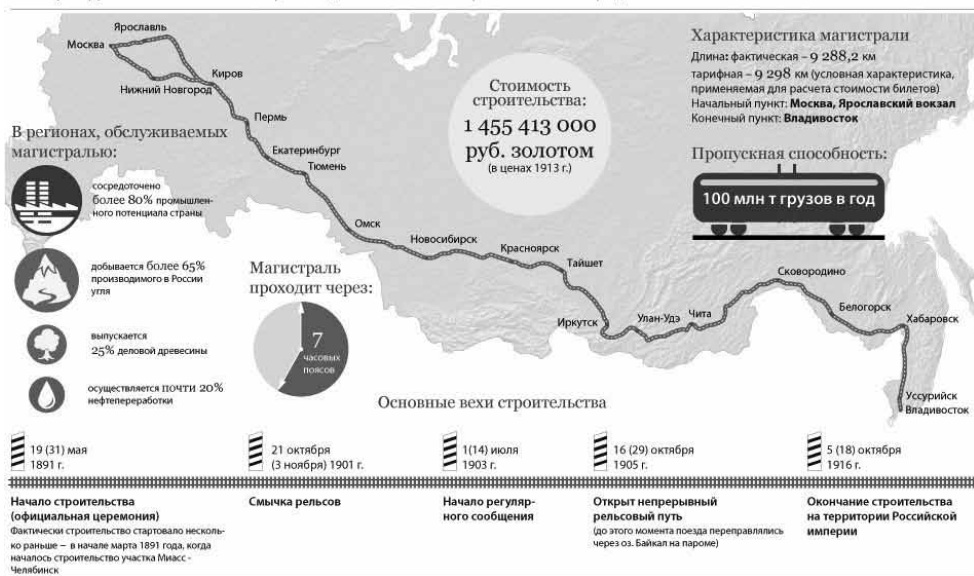 Ярославль
Москва
Киров
Нижний Новгород
Пермь
Екатеринбург
Тюмень
Омск
Новосибирск
Красноярск
Тайшет
Иркутск
Улан-Удэ
Чита
Сковородино
Белогорск
Хабаровск
Уссурийск
Владивосток
Стоимость
строительства:
1 455 413 000
руб. золотом
(в ценах 1913 г.)
Характеристика магистрали
Длина: фактическая – 9 288,2 км
тарифная – 9 298 км (условная характеристика,
применяемая для расчета стоимости билетов)
Начальный пункт: Москва, Ярославский вокзал
Конечный пункт: Владивосток
Пропускная способность:
100 млн т грузов в год
В регионах, обслуживаемых
магистралью:
сосредоточено
более 80% промышлен-
ного потенциала страны
добывается более 65%
производимого в России
угля
выпускается
25% деловой древесины
осуществляется почти 20%
нефтепереработки
Магистраль
проходит через:
7
часовых
поясов
Основные вехи строительства
19 (31) мая
1891 г.
Начало строительства
(официальная церемония)
Фактически строительство стартовало несколь-
ко раньше – в начале марта 1891 года, когда
началось строительство участка Миасс -
Челябинск
21 октября
(3 ноября) 1901 г.
Смычка рельсов
1(14) июля
1903 г.
Начало регуляр-
ного сообщения
16 (29) октября
1905 г.
Открыт непрерывный
рельсовый путь
(до этого момента поезда переправлялись
через оз. Байкал на пароме)
5 (18) октября
1916 г.
Окончание строительства
на территории Российской
империи